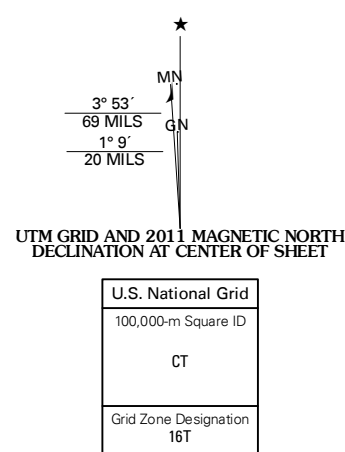 ★
MN
3° 53´
69 MILS
GN
1° 9´
20 MILS
UTM GRID AND 2011 MAGNETIC NORTH
DECLINATION AT CENTER OF SHEET
U.S. National Grid
100,000-m Square ID
CT
Grid Zone Designation
16T